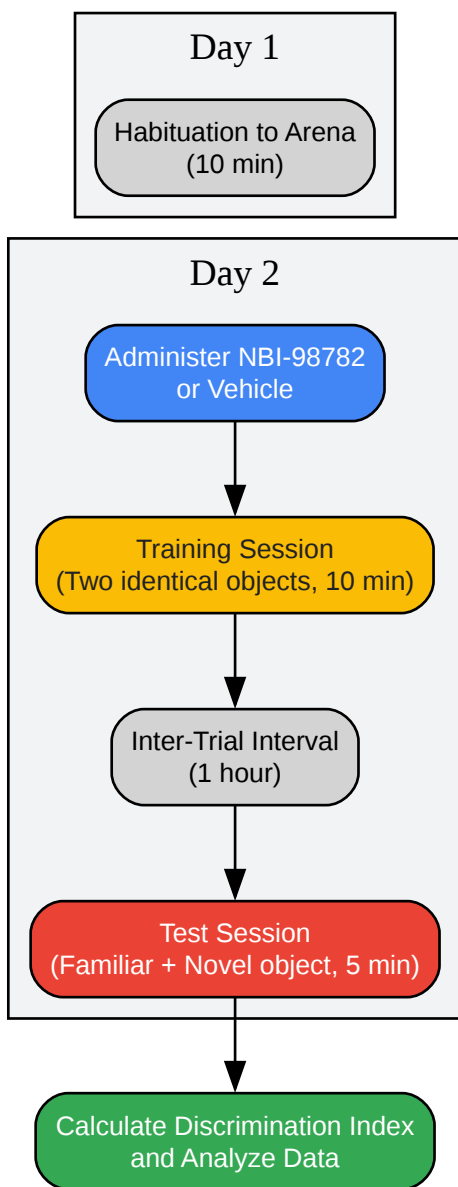 Day 1
Habituation to Arena
(10 min)
Day 2
Administer NBI-98782
or Vehicle
Training Session
(Two identical objects, 10 min)
Inter-Trial Interval
(1 hour)
Test Session
(Familiar + Novel object, 5 min)
Calculate Discrimination Index
and Analyze Data